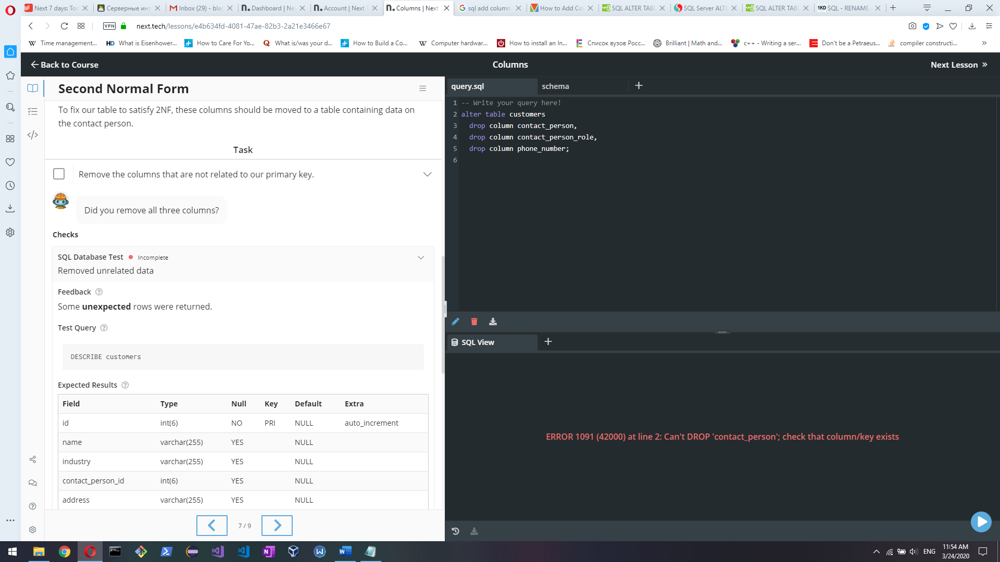 Next 7 days: Toc
Серверные инт
Inbox (29) - blac
Dashboard | Ne
Account | Next T
Columns | Next
sql add column
How to Add Col
SQL ALTER TABL
SQL Server ALTE
SQL ALTER TABL
1KD SQL - RENAME
VPN
next.tech/lessons/e4b634fd-4081-47ae-82b3-2a21e3466e67
Time management...
What is Eisenhower...
How to Care For Yo...
What is/was your d...
How to Build a Co...
Computer hardwar...
How to install an In...
Список вузов Росс...
Brilliant | Math and...
c++ - Writing a ser...
Don't be a Petraeus...
compiler constructi...
Back to Course
Columns
Next Lesson
Second Normal Form
To fix our table to satisfy 2NF, these columns should be moved to a table containing data on
the contact person.
Task
Remove the columns that are not related to our primary key.
Did you remove all three columns?
Checks
SQL Database Test Incomplete
Removed unrelated data
Feedback
Some unexpected rows were returned.
Test Query
DESCRIBE customers
Expected Results
Field Type Null Key Default Extra
id int(6) NO PRI NULL auto_increment
name varchar(255) YES NULL
industry varchar(255) YES NULL
contact_person_id int(6) YES NULL
address varchar(255) YES NULL
7 / 9
query.sql
schema
1 -- Write your query here!
2 alter table customers
3 drop column contact_person,
4 drop column contact_person_role,
5 drop column phone_number;
6
SQL View
ERROR 1091 (42000) at line 2: Can't DROP 'contact_person'; check that column/key exists
ENG
11:54 AM
3/24/2020